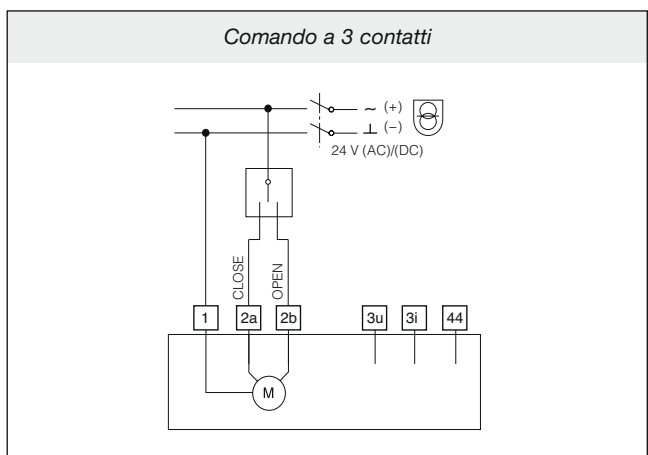 Comando a 3 contatti
~ (+)
⊥ (−)
24 V (AC)/(DC)
CLOSE
OPEN
1 2a 2b 3u 3i 44
M